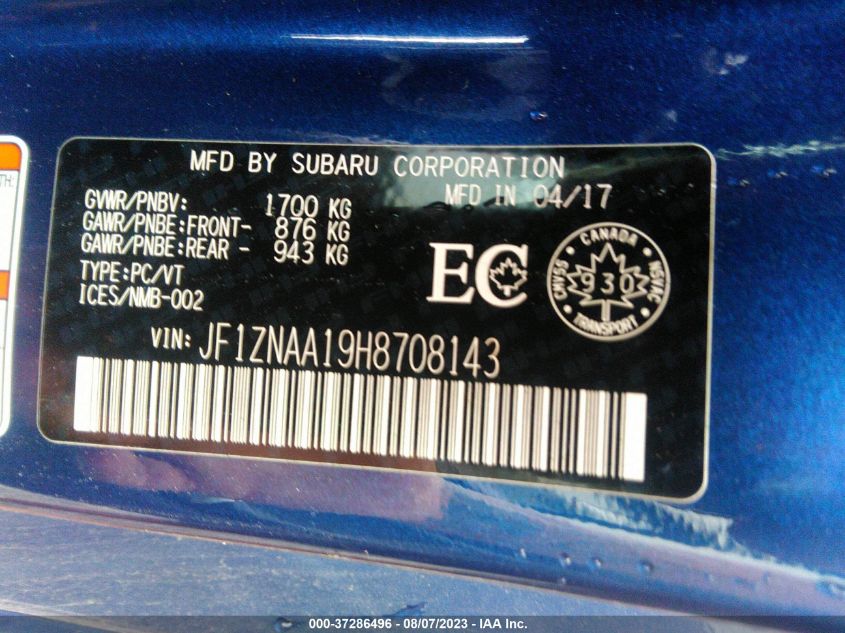 TH:
MFD BY SUBARU CORPORATION
GVWR/PNBV: 1700 KG MFD IN 04/17
GAWR/PNBE:FRONT- 876 KG
GAWR/PNBE:REAR - 943 KG
TYPE:PC/VT
ICES/NMB-002
EC
CANADA
CMVSS 930 NSVAC
TRANSPORT
VIN: JF1ZNAA19H8708143
000-37286496 - 08/07/2023 - IAA Inc.